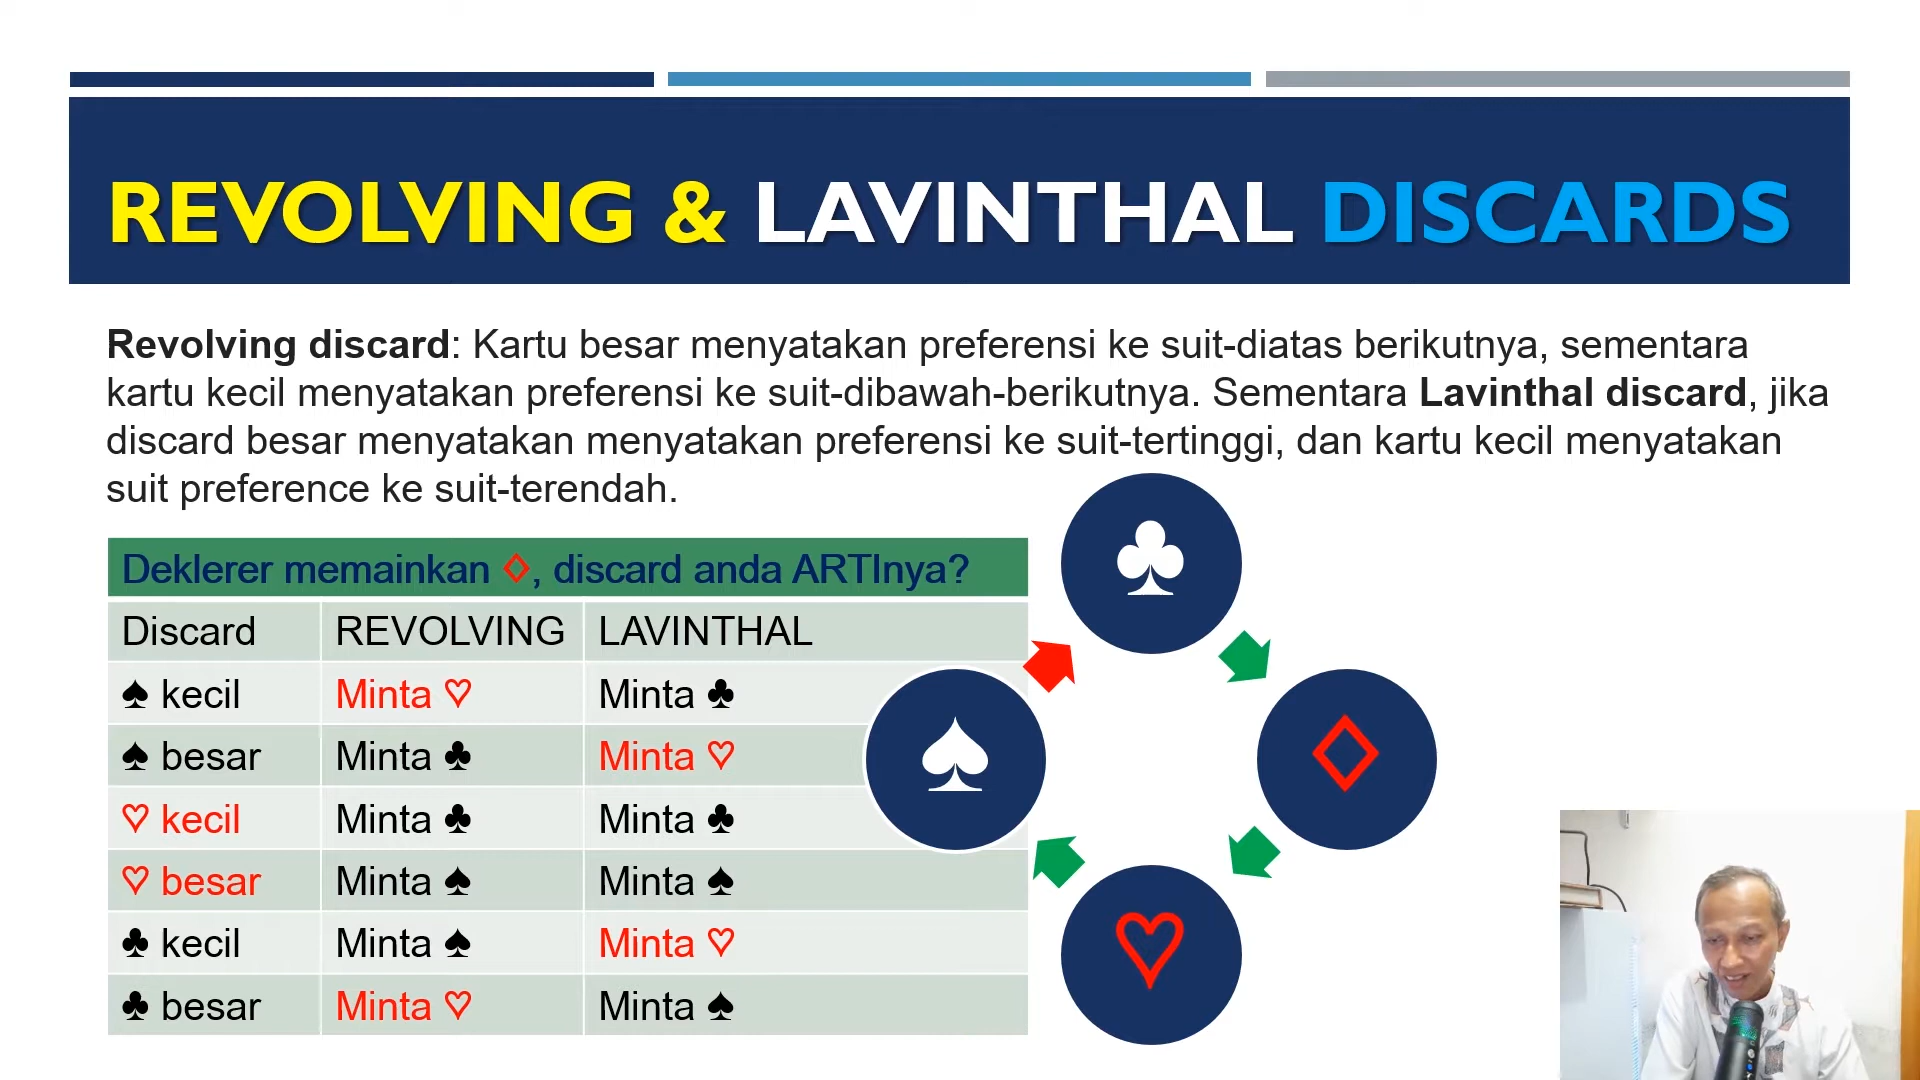 REVOLVING & LAVINTHAL DISCARDS
Revolving discard: Kartu besar menyatakan preferensi ke suit-diatas berikutnya, sementara
kartu kecil menyatakan preferensi ke suit-dibawah-berikutnya. Sementara Lavinthal discard, jika
discard besar menyatakan menyatakan preferensi ke suit-tertinggi, dan kartu kecil menyatakan
suit preference ke suit-terendah.
Deklerer memainkan ♢, discard anda ARTInya?
Discard REVOLVING LAVINTHAL
♠ kecil Minta ♡ Minta ♣
♠ besar Minta ♣ Minta ♡
♡ kecil Minta ♣ Minta ♣
♡ besar Minta ♠ Minta ♠
♣ kecil Minta ♠ Minta ♡
♣ besar Minta ♡ Minta ♠